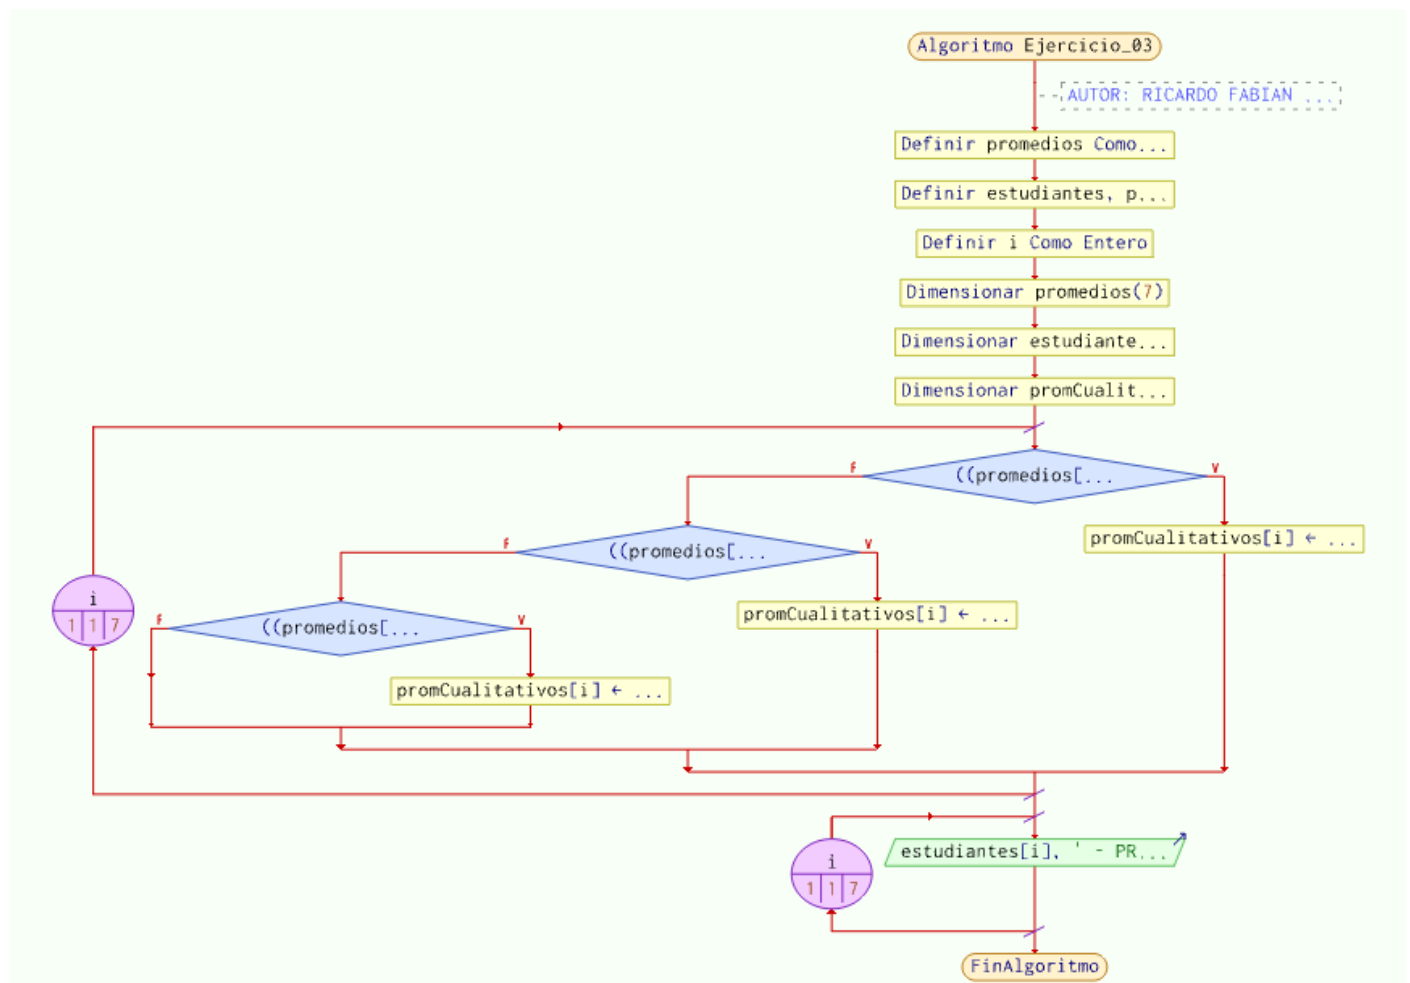 Algoritmo Ejercicio_03
AUTOR: RICARDO FABIAN ...
Definir promedios Como...
Definir estudiantes, p...
Definir i Como Entero
Dimensionar promedios(7)
Dimensionar estudiante...
Dimensionar promCualit...
F
((promedios[...
V
promCualitativos[i] ← ...
F
((promedios[...
V
promCualitativos[i] ← ...
i
1 1 7
F
((promedios[...
V
promCualitativos[i] ← ...
estudiantes[i], ' - PR...
i
1 1 7
FinAlgoritmo